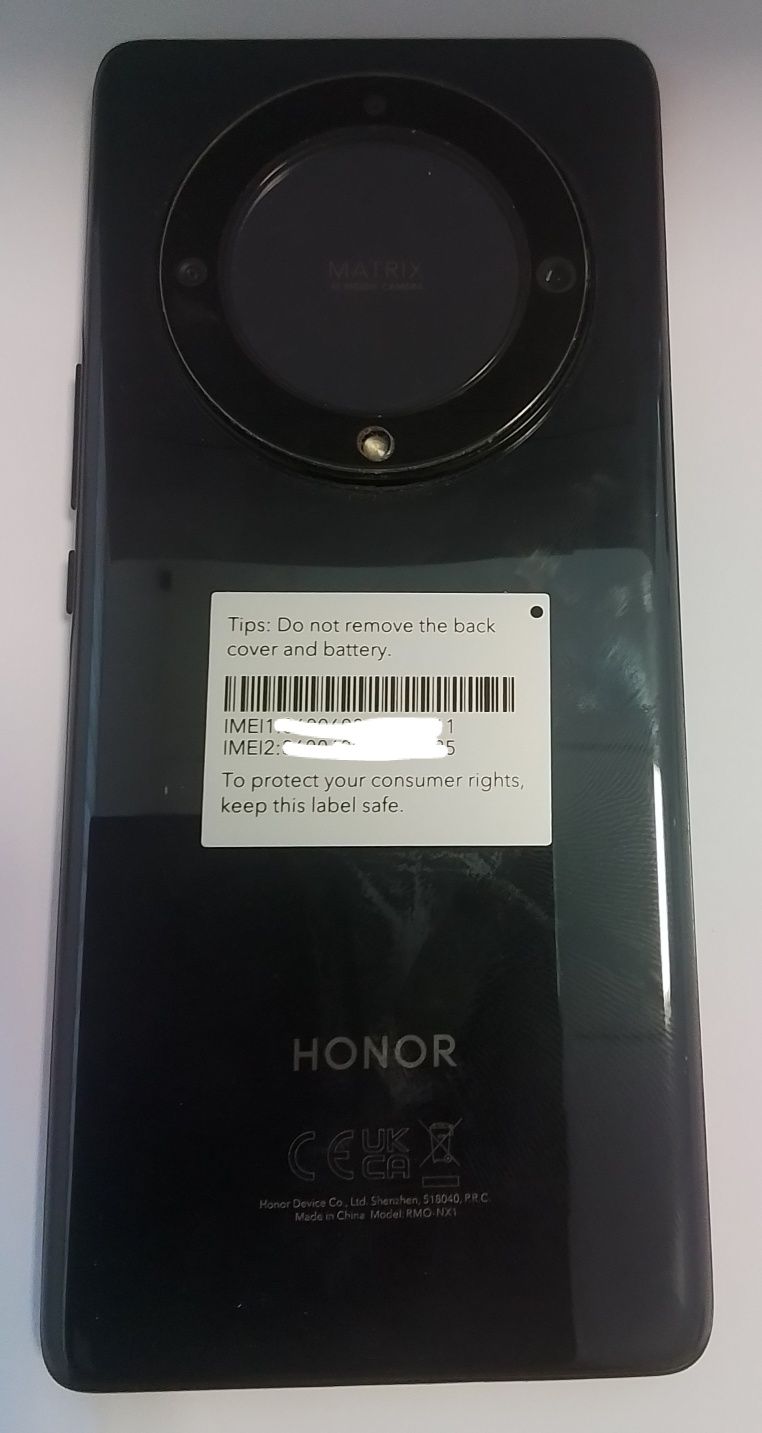 MATRIX
Tips: Do not remove the back
cover and battery.
IMEI1:
IMEI2:
To protect your consumer rights,
keep this label safe.
HONOR
CE UK
CA
Honor Device Co., Ltd. Shenzhen, 518040, P.R.C.
Made in China Model: RMO-NX1